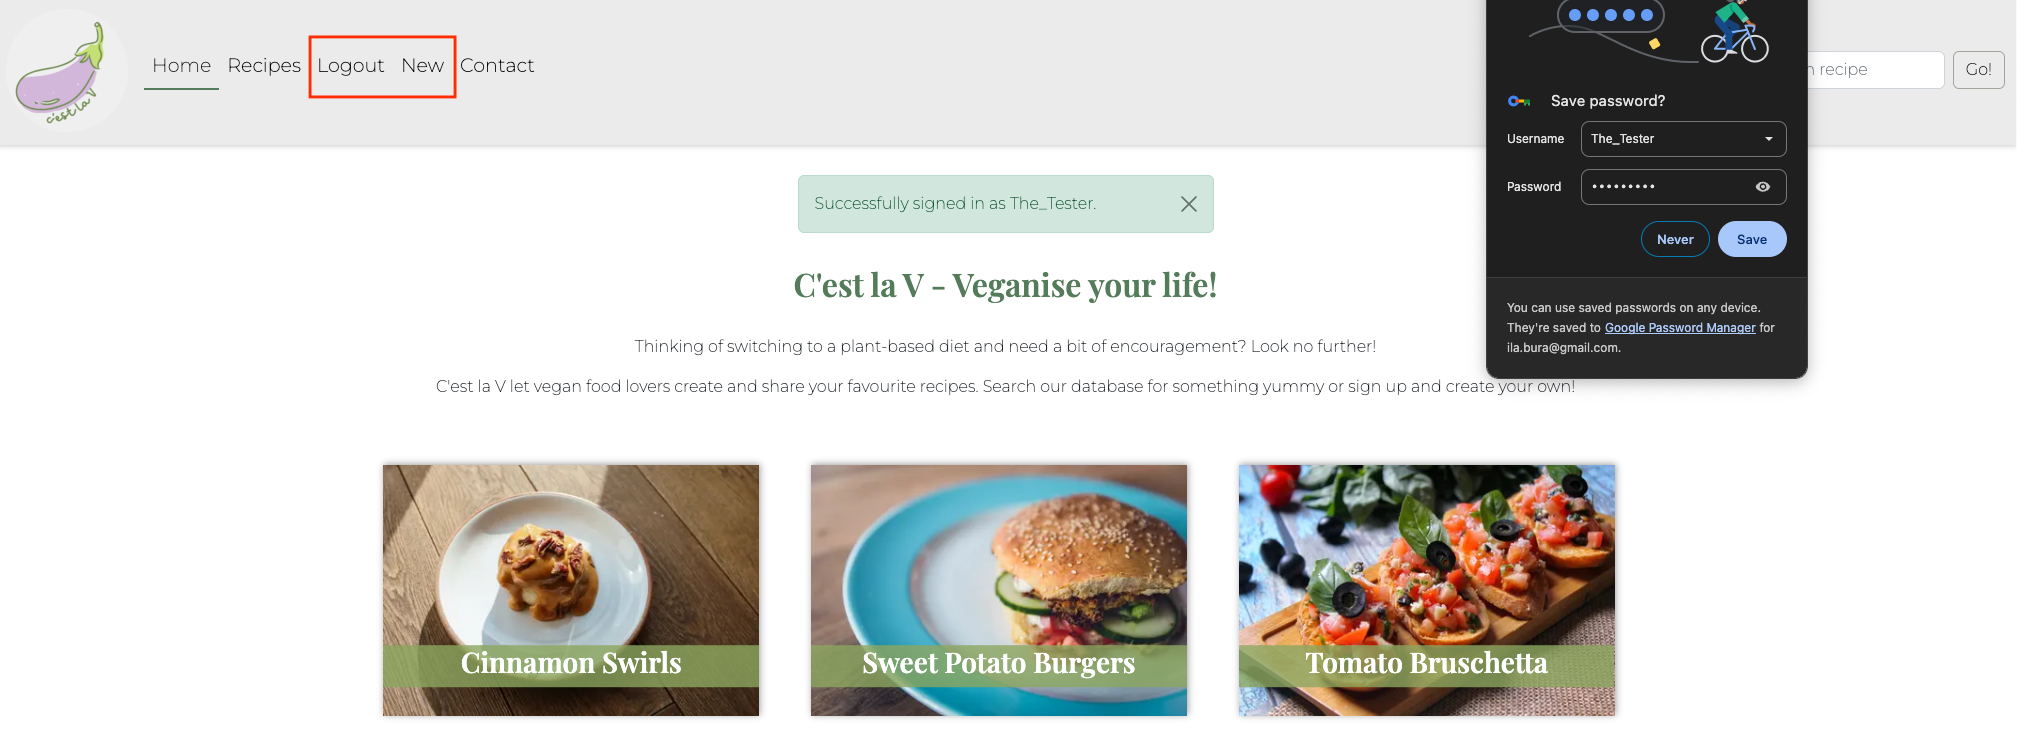 c'est la V
Home Recipes Logout New Contact
recipe
Go!
Save password?
Username The_Tester
Password •••••••••
Never Save
You can use saved passwords on any device.
They're saved to Google Password Manager for
ila.bura@gmail.com.
Successfully signed in as The_Tester.
C'est la V - Veganise your life!
Thinking of switching to a plant-based diet and need a bit of encouragement? Look no further!
C'est la V let vegan food lovers create and share your favourite recipes. Search our database for something yummy or sign up and create your own!
Cinnamon Swirls
Sweet Potato Burgers
Tomato Bruschetta